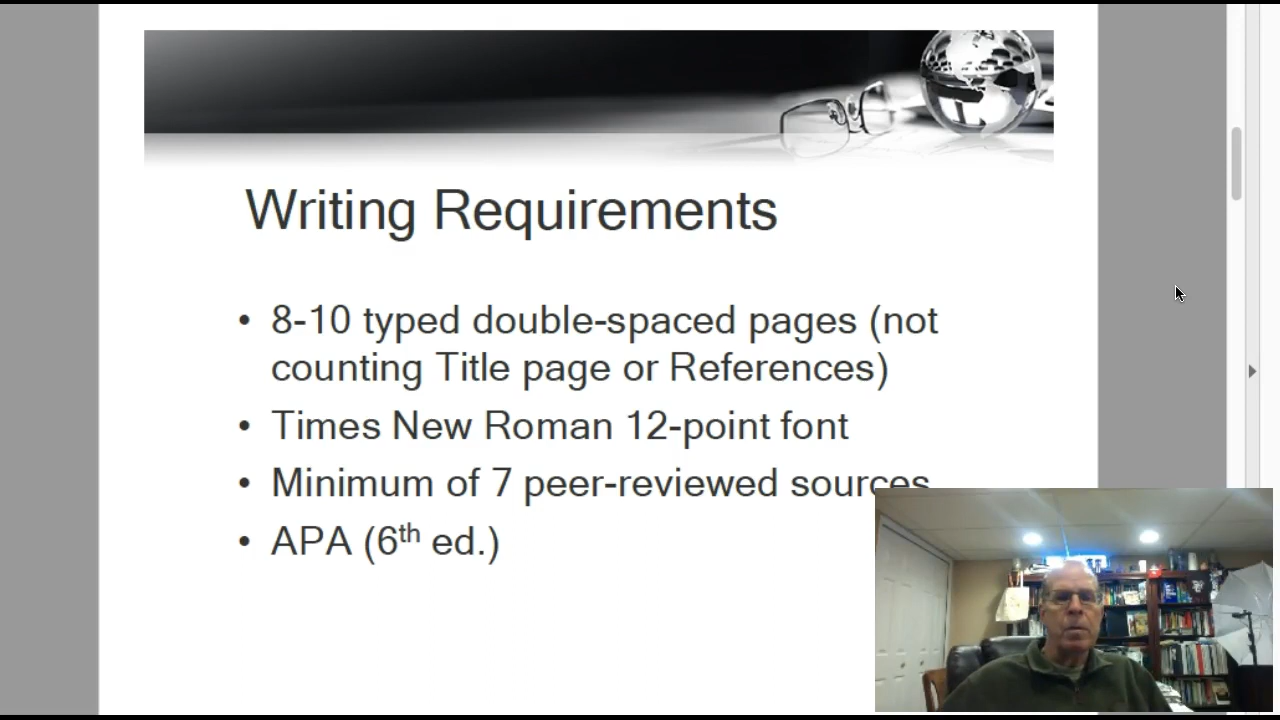 Writing Requirements
• 8-10 typed double-spaced pages (not
counting Title page or References)
• Times New Roman 12-point font
• Minimum of 7 peer-reviewed sources
• APA (6th ed.)